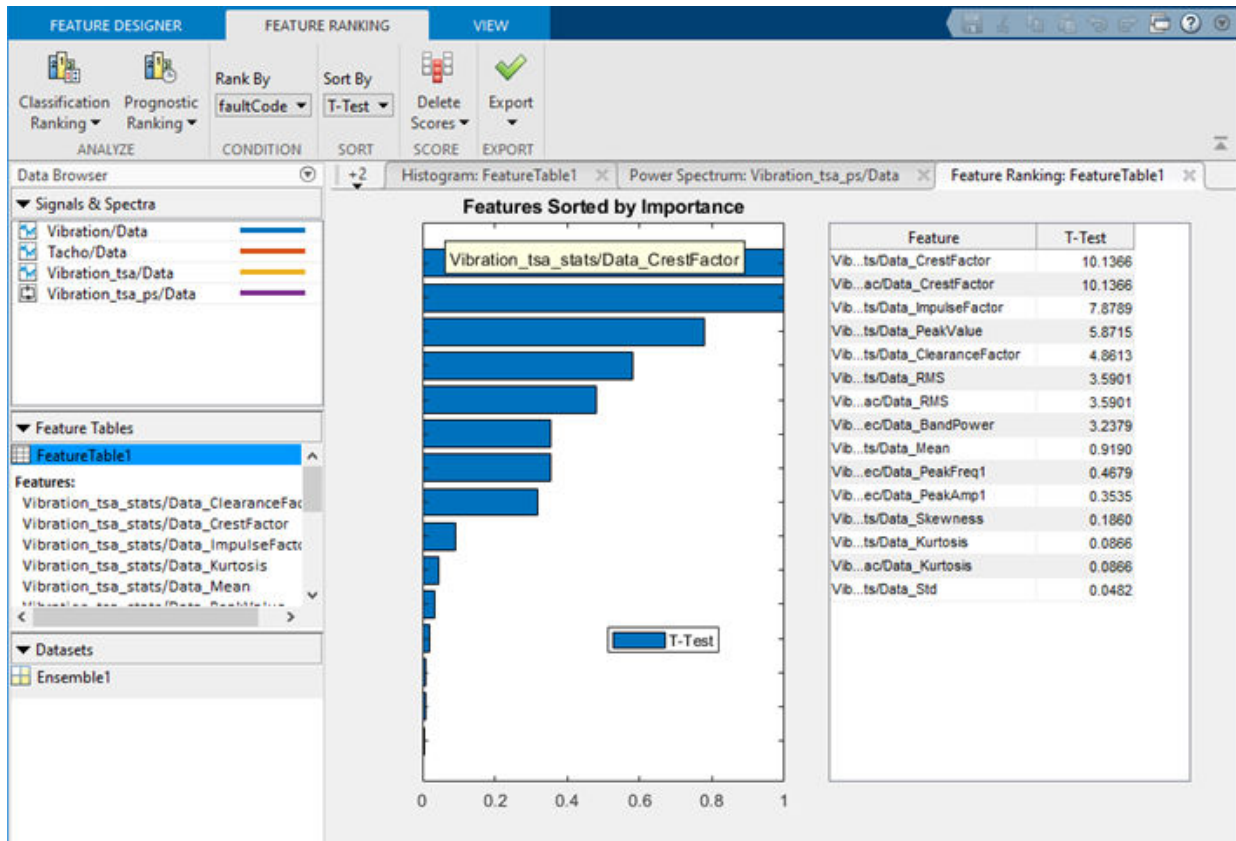 FEATURE DESIGNER FEATURE RANKING VIEW
Classification Ranking
Prognostic Ranking
ANALYZE
Rank By
faultCode
CONDITION
Sort By
T-Test
SORT
Delete Scores
SCORE
Export
EXPORT
Data Browser
Signals & Spectra
Vibration/Data
Tacho/Data
Vibration_tsa/Data
Vibration_tsa_ps/Data
Feature Tables
FeatureTable1
Features:
Vibration_tsa_stats/Data_ClearanceFac
Vibration_tsa_stats/Data_CrestFactor
Vibration_tsa_stats/Data_ImpulseFacto
Vibration_tsa_stats/Data_Kurtosis
Vibration_tsa_stats/Data_Mean
Datasets
Ensemble1
+2 Histogram: FeatureTable1 Power Spectrum: Vibration_tsa_ps/Data Feature Ranking: FeatureTable1
Features Sorted by Importance
Vibration_tsa_stats/Data_CrestFactor
T-Test
0 0.2 0.4 0.6 0.8 1
Feature T-Test
Vib...ts/Data_CrestFactor 10.1366
Vib...ac/Data_CrestFactor 10.1366
Vib...ts/Data_ImpulseFactor 7.8789
Vib...ts/Data_PeakValue 5.8715
Vib...ts/Data_ClearanceFactor 4.8613
Vib...ts/Data_RMS 3.5901
Vib...ac/Data_RMS 3.5901
Vib...ec/Data_BandPower 3.2379
Vib...ts/Data_Mean 0.9190
Vib...ec/Data_PeakFreq1 0.4679
Vib...ec/Data_PeakAmp1 0.3535
Vib...ts/Data_Skewness 0.1860
Vib...ts/Data_Kurtosis 0.0866
Vib...ac/Data_Kurtosis 0.0866
Vib...ts/Data_Std 0.0482